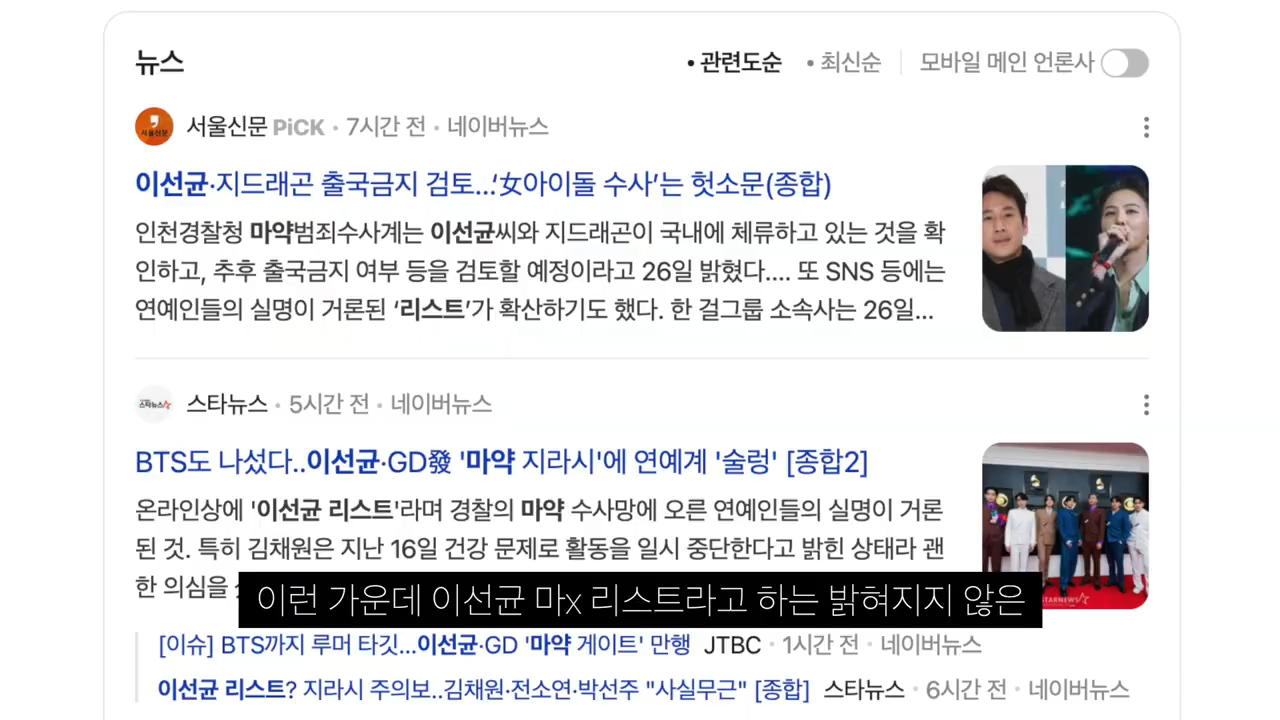 뉴스
• 관련도순 • 최신순 모바일 메인 언론사
서울신문
서울신문 PiCK · 7시간 전 · 네이버뉴스
이선균·지드래곤 출국금지 검토...‘女아이돌 수사’는 헛소문(종합)
인천경찰청 마약범죄수사계는 이선균씨와 지드래곤이 국내에 체류하고 있는 것을 확
인하고, 추후 출국금지 여부 등을 검토할 예정이라고 26일 밝혔다.... 또 SNS 등에는
연예인들의 실명이 거론된 ‘리스트’가 확산하기도 했다. 한 걸그룹 소속사는 26일...
스타뉴스
스타뉴스 · 5시간 전 · 네이버뉴스
BTS도 나섰다..이선균·GD發 '마약 지라시'에 연예계 '술렁' [종합2]
온라인상에 '이선균 리스트'라며 경찰의 마약 수사망에 오른 연예인들의 실명이 거론
된 것. 특히 김채원은 지난 16일 건강 문제로 활동을 일시 중단한다고 밝힌 상태라 괜
한 의심을
STARNEWS
이런 가운데 이선균 마x 리스트라고 하는 밝혀지지 않은
[이슈] BTS까지 루머 타깃...이선균·GD '마약 게이트' 만행 JTBC · 1시간 전 · 네이버뉴스
이선균 리스트? 지라시 주의보..김채원·전소연·박선주 "사실무근" [종합] 스타뉴스 · 6시간 전 · 네이버뉴스